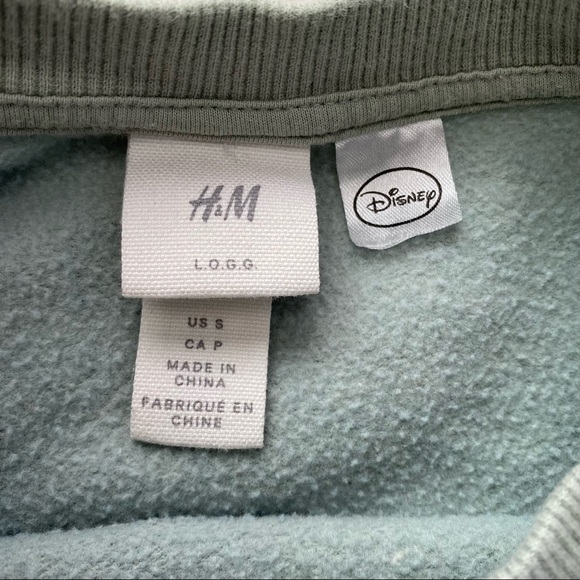 H&M
L.O.G.G.
Disney
US S
CA P
MADE IN
CHINA
FABRIQUÉ EN
CHINE